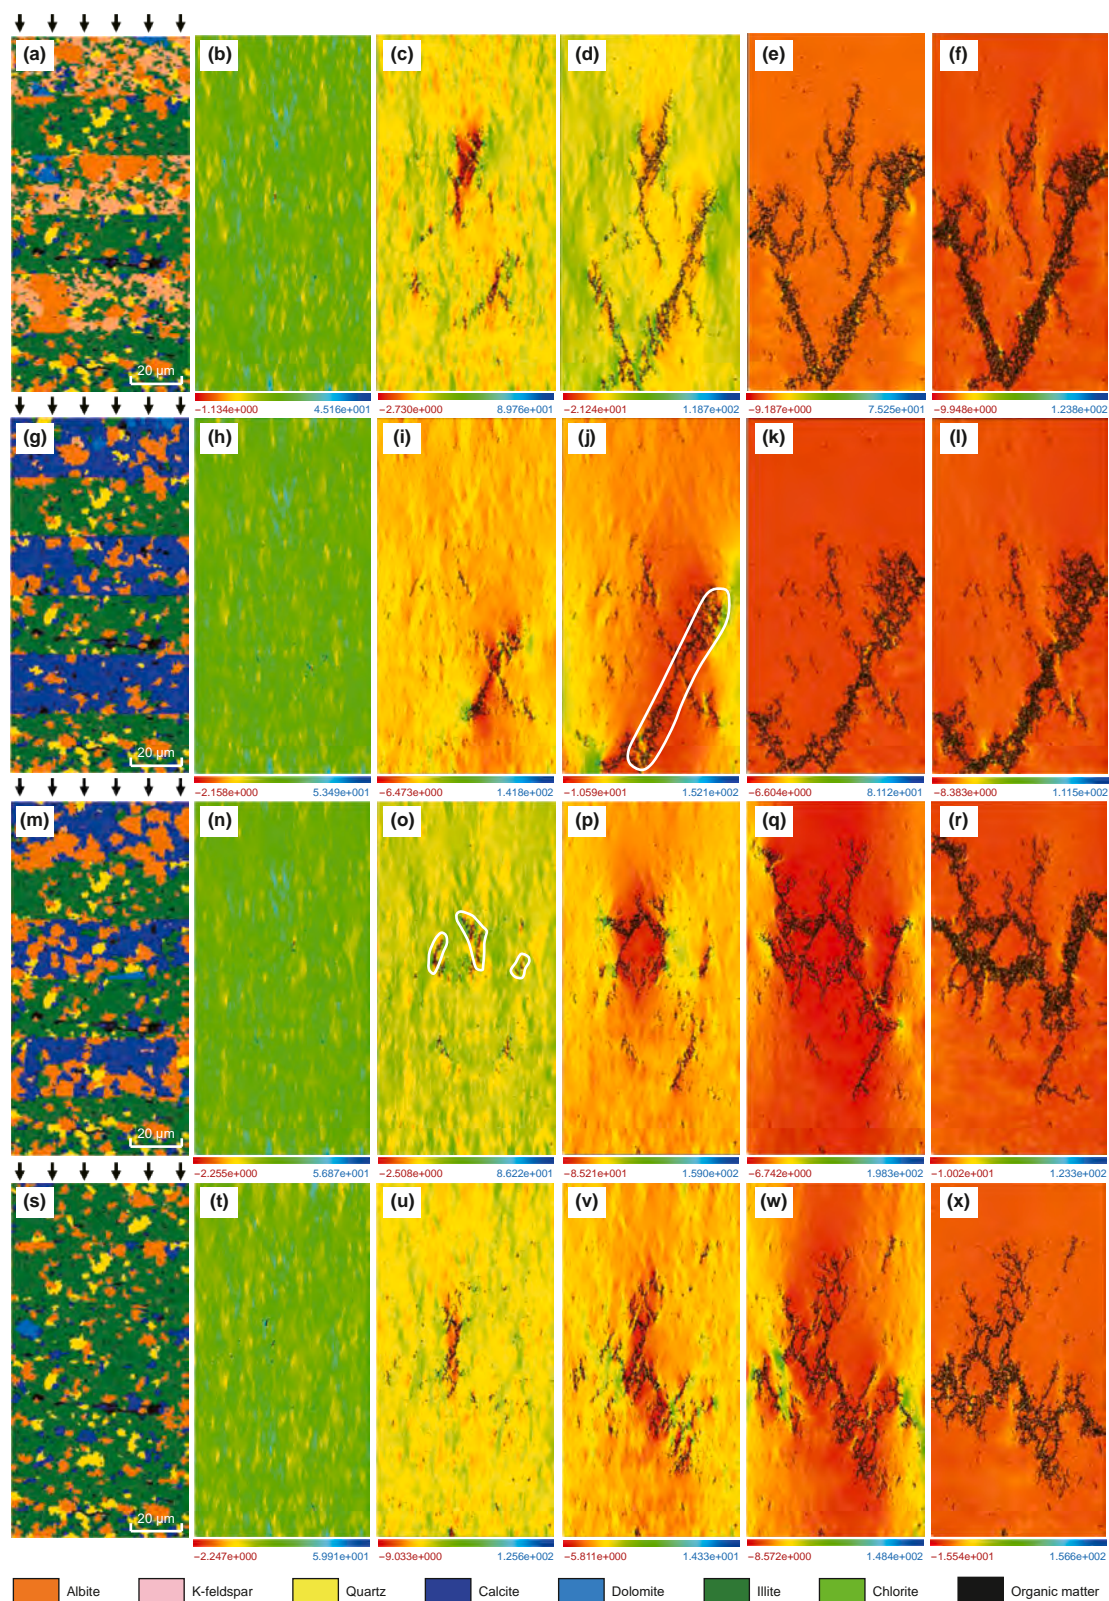 (a) (b) (c) (d) (e) (f)
20 μm
−1.134e+000 4.516e+001 −2.730e+000 8.976e+001 −2.124e+001 1.187e+002 −9.187e+000 7.525e+001 −9.948e+000 1.238e+002
(g) (h) (i) (j) (k) (l)
20 μm
−2.158e+000 5.349e+001 −6.473e+000 1.418e+002 −1.059e+001 1.521e+002 −6.604e+000 8.112e+001 −8.383e+000 1.115e+002
(m) (n) (o) (p) (q) (r)
20 μm
−2.255e+000 5.687e+001 −2.508e+000 8.622e+001 −8.521e+001 1.590e+002 −6.742e+000 1.983e+002 −1.002e+001 1.233e+002
(s) (t) (u) (v) (w) (x)
20 μm
−2.247e+000 5.991e+001 −9.033e+000 1.256e+002 −5.811e+001 1.433e+001 −8.572e+000 1.484e+002 −1.554e+001 1.566e+002
Albite K-feldspar Quartz Calcite Dolomite Illite Chlorite Organic matter